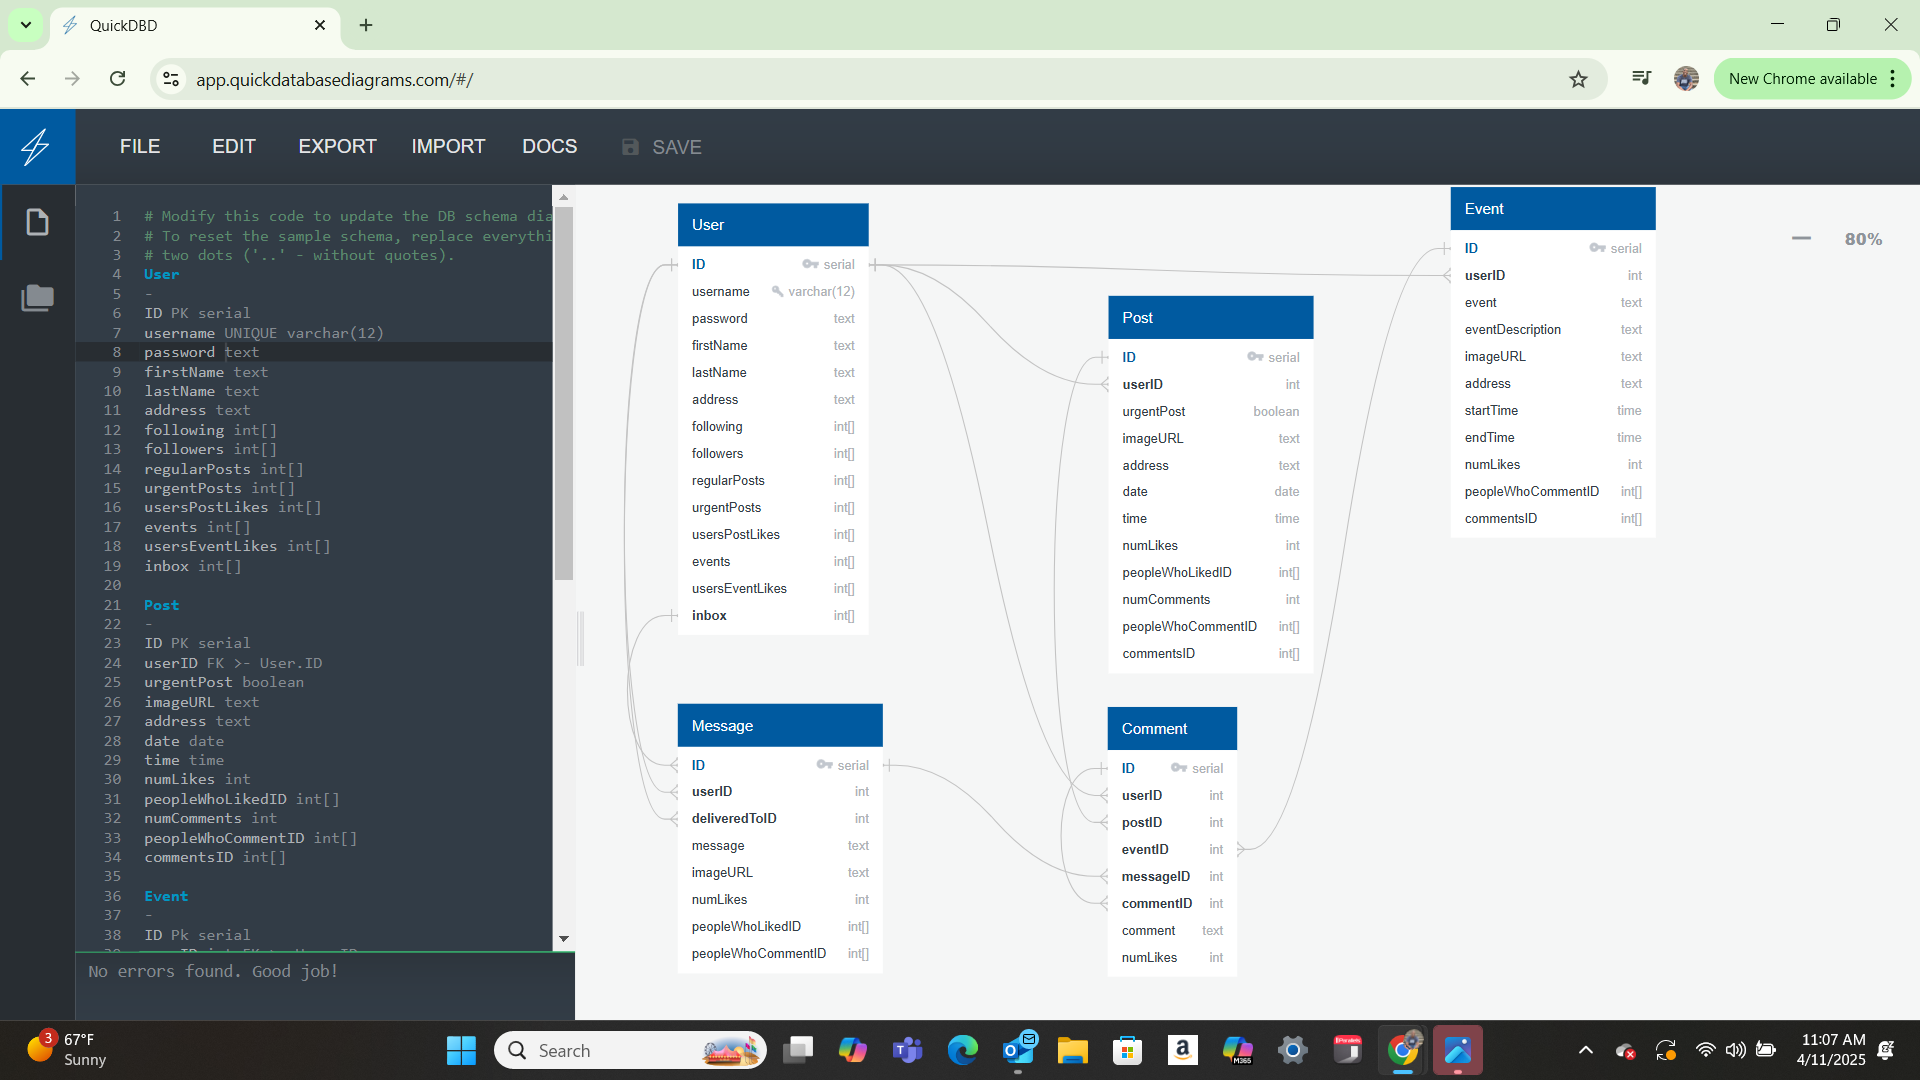 QuickDBD
app.quickdatabasediagrams.com/#/
New Chrome available
FILE EDIT EXPORT IMPORT DOCS SAVE
1 # Modify this code to update the DB schema dia
2 # To reset the sample schema, replace everythi
3 # two dots ('..' - without quotes).
4 User
5 -
6 ID PK serial
7 username UNIQUE varchar(12)
8 password text
9 firstName text
10 lastName text
11 address text
12 following int[]
13 followers int[]
14 regularPosts int[]
15 urgentPosts int[]
16 usersPostLikes int[]
17 events int[]
18 usersEventLikes int[]
19 inbox int[]
20
21 Post
22 -
23 ID PK serial
24 userID FK >- User.ID
25 urgentPost boolean
26 imageURL text
27 address text
28 date date
29 time time
30 numLikes int
31 peopleWhoLikedID int[]
32 numComments int
33 peopleWhoCommentID int[]
34 commentsID int[]
35
36 Event
37 -
38 ID Pk serial
No errors found. Good job!
User
ID serial
username varchar(12)
password text
firstName text
lastName text
address text
following int[]
followers int[]
regularPosts int[]
urgentPosts int[]
usersPostLikes int[]
events int[]
usersEventLikes int[]
inbox int[]
Message
ID serial
userID int
deliveredToID int
message text
imageURL text
numLikes int
peopleWhoLikedID int[]
peopleWhoCommentID int[]
Post
ID serial
userID int
urgentPost boolean
imageURL text
address text
date date
time time
numLikes int
peopleWhoLikedID int[]
numComments int
peopleWhoCommentID int[]
commentsID int[]
Comment
ID serial
userID int
postID int
eventID int
messageID int
commentID int
comment text
numLikes int
Event
ID serial
userID int
event text
eventDescription text
imageURL text
address text
startTime time
endTime time
numLikes int
peopleWhoCommentID int[]
commentsID int[]
80%
3
67°F
Sunny
Search
M365
11:07 AM
4/11/2025